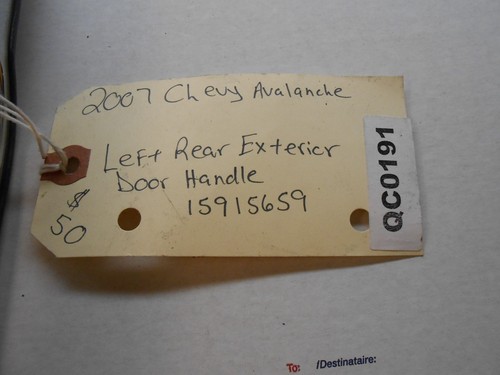 2007 Chevy Avalanche
Left Rear Exterior
Door Handle
15915659
$50
QC0191
To: /Destinataire: